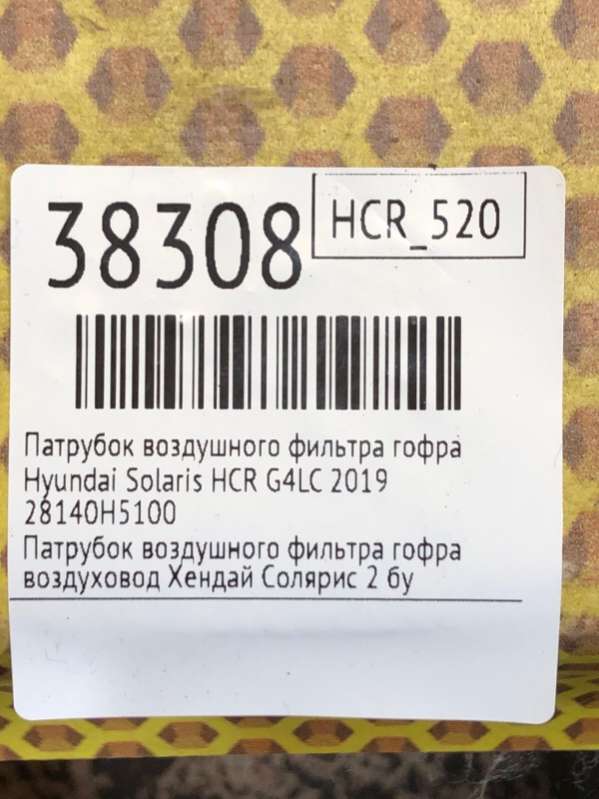 38308
HCR_520
Патрубок воздушного фильтра гофра
Hyundai Solaris HCR G4LC 2019
28140H5100
Патрубок воздушного фильтра гофра
воздуховод Хендай Солярис 2 бу